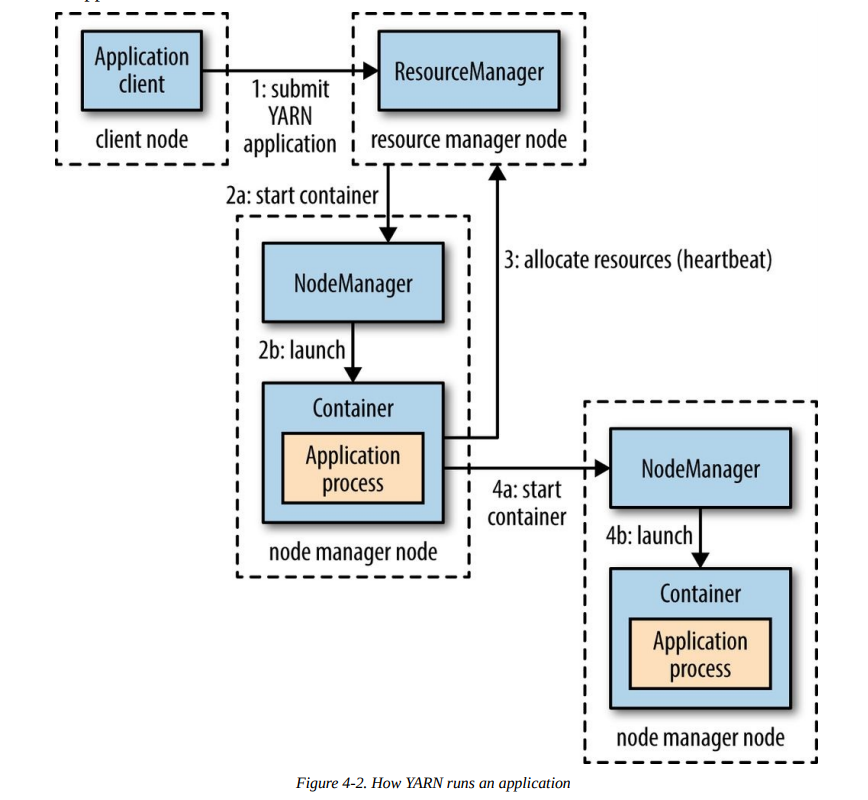 Application
client
client node
1: submit
YARN
application
ResourceManager
resource manager node
2a: start container
3: allocate resources (heartbeat)
NodeManager
2b: launch
Container
Application
process
node manager node
4a: start
container
NodeManager
4b: launch
Container
Application
process
node manager node
Figure 4-2. How YARN runs an application